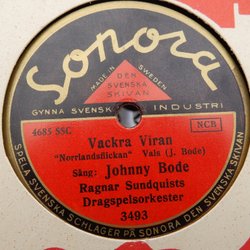 Sonora
MADE IN SWEDEN
DEN
SVENSKA
SKIVAN
GYNNA SVENSK INDUSTRI
4685 SSC
NCB
Vackra Viran
"Norrlandsflickan" Vals (J. Bode)
Sång: Johnny Bode
Ragnar Sundquists
Dragspelsorkester
3493
SPELA SVENSKA SCHLAGER PÅ SONORA DEN SVENSKA SKIVAN